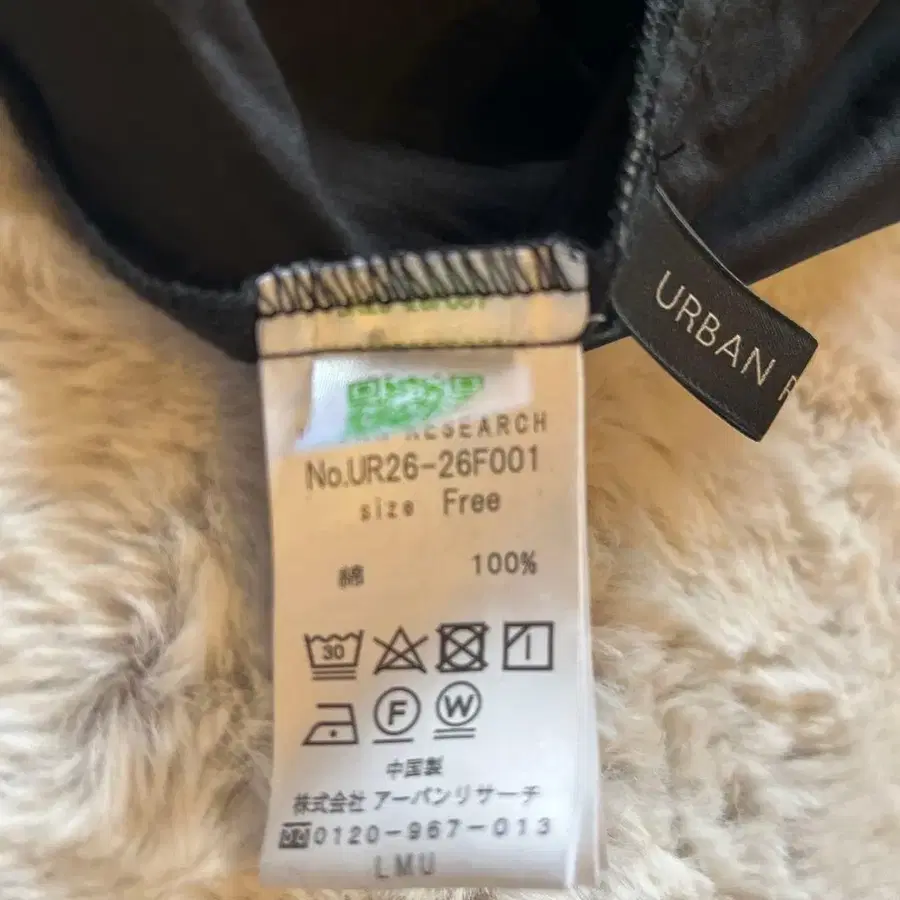 URBAN
RESEARCH
No.UR26-26F001
size Free
綿 100%
30
F W
中国製
株式会社 アーバンリサーチ
0120-967-013
LMU